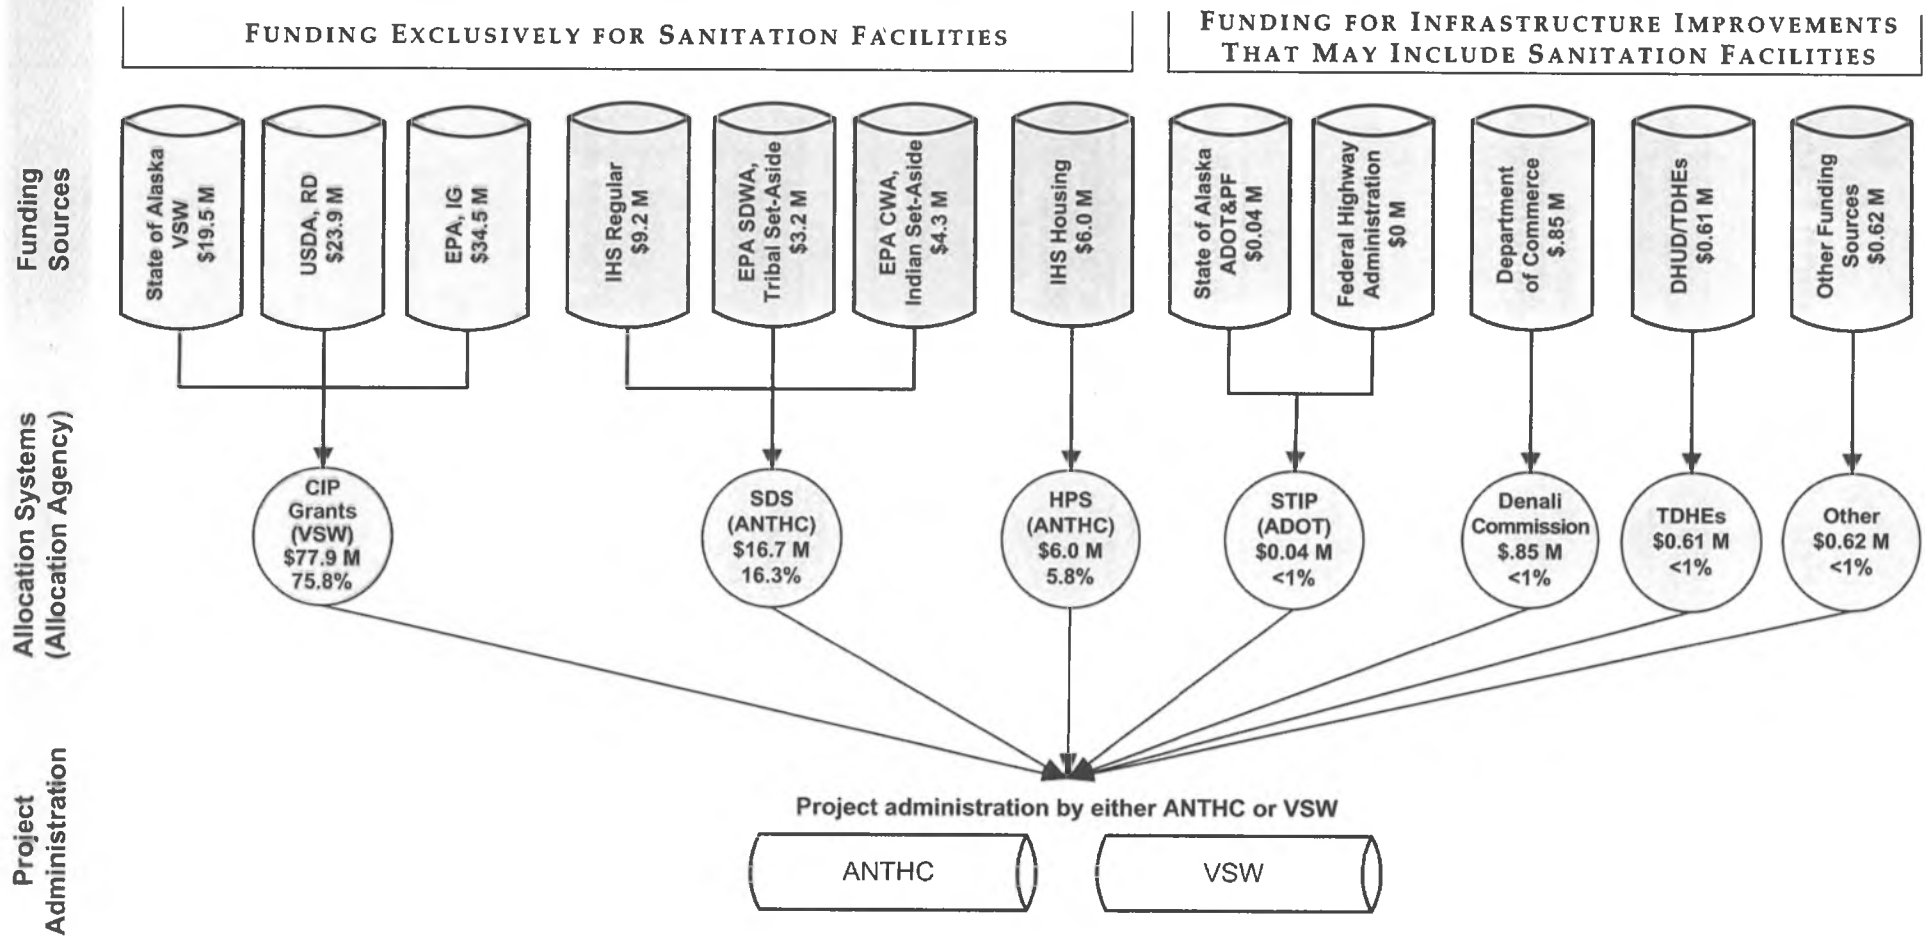 FUNDING EXCLUSIVELY FOR SANITATION FACILITIES
FUNDING FOR INFRASTRUCTURE IMPROVEMENTS
THAT MAY INCLUDE SANITATION FACILITIES
Funding
Sources
State of Alaska
VSW
$19.5 M
USDA, RD
$23.9 M
EPA, IG
$34.5 M
IHS Regular
$9.2 M
EPA SDWA,
Tribal Set-Aside
$3.2 M
EPA CWA,
Indian Set-Aside
$4.3 M
IHS Housing
$6.0 M
State of Alaska
ADOT&PF
$0.04 M
Federal Highway
Administration
$0 M
Department
of Commerce
$.85 M
DHUD/TDHEs
$0.61 M
Other Funding
Sources
$0.62 M
Allocation Systems
(Allocation Agency)
CIP
Grants
(VSW)
$77.9 M
75.8%
SDS
(ANTHC)
$16.7 M
16.3%
HPS
(ANTHC)
$6.0 M
5.8%
STIP
(ADOT)
$0.04 M
<1%
Denali
Commission
$.85 M
<1%
TDHEs
$0.61 M
<1%
Other
$0.62 M
<1%
Project
Administration
Project administration by either ANTHC or VSW
ANTHC
VSW